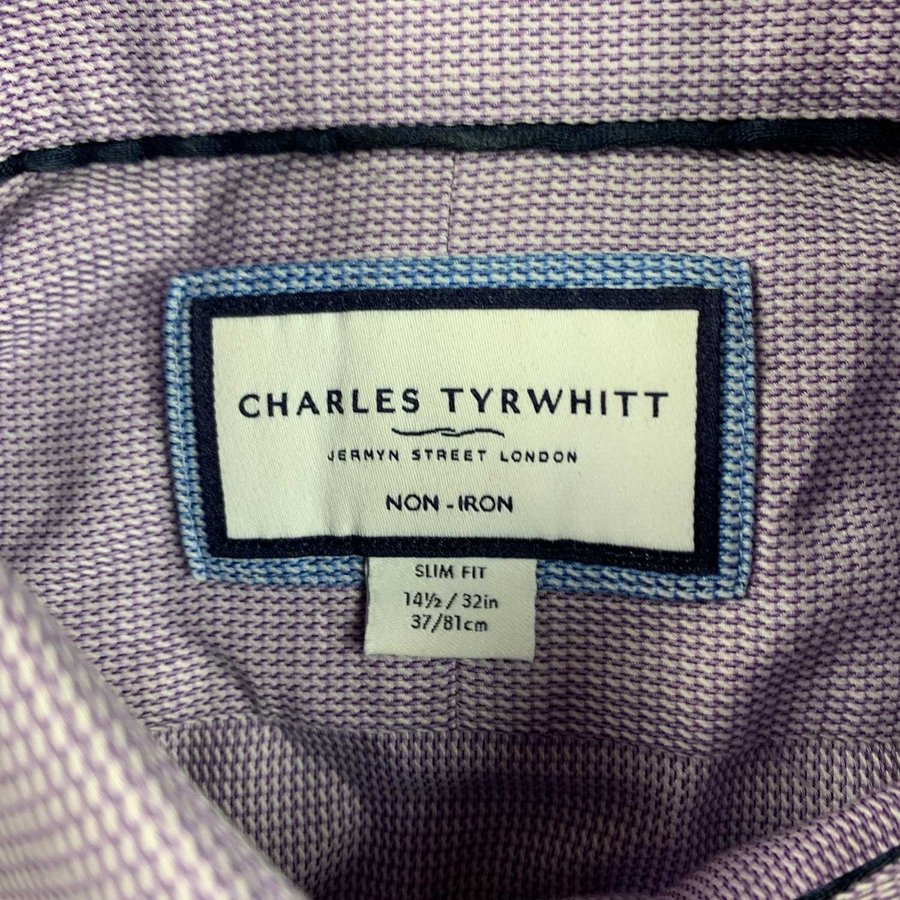 CHARLES TYRWHITT
JERMYN STREET LONDON
NON-IRON
SLIM FIT
14½ / 32in
37/81cm